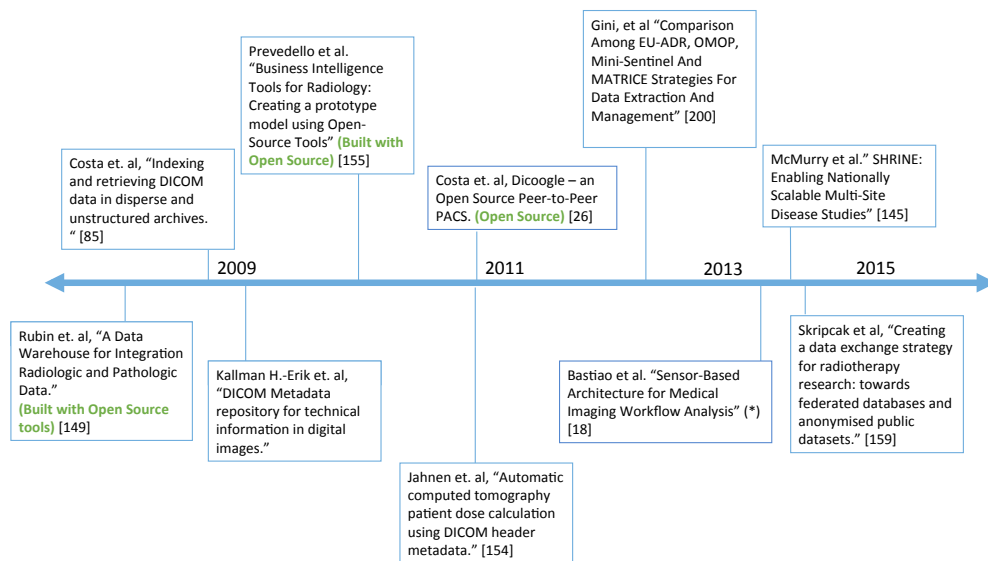 Gini, et al “Comparison
Among EU-ADR, OMOP,
Mini-Sentinel And
MATRICE Strategies For
Data Extraction And
Management” [200]
Prevedello et al.
“Business Intelligence
Tools for Radiology:
Creating a prototype
model using Open-
Source Tools” (Built with
Open Source) [155]
Costa et. al, “Indexing
and retrieving DICOM
data in disperse and
unstructured archives.
“ [85]
Costa et. al, Dicoogle – an
Open Source Peer-to-Peer
PACS. (Open Source) [26]
McMurry et al.” SHRINE:
Enabling Nationally
Scalable Multi-Site
Disease Studies” [145]
2009
2011
2013
2015
Rubin et. al, “A Data
Warehouse for Integration
Radiologic and Pathologic
Data.”
(Built with Open Source
tools) [149]
Kallman H.-Erik et. al,
“DICOM Metadata
repository for technical
information in digital
images.”
Jahnen et. al, “Automatic
computed tomography
patient dose calculation
using DICOM header
metadata.” [154]
Bastiao et al. “Sensor-Based
Architecture for Medical
Imaging Workflow Analysis” (*)
[18]
Skripcak et al, “Creating
a data exchange strategy
for radiotherapy
research: towards
federated databases and
anonymised public
datasets.” [159]